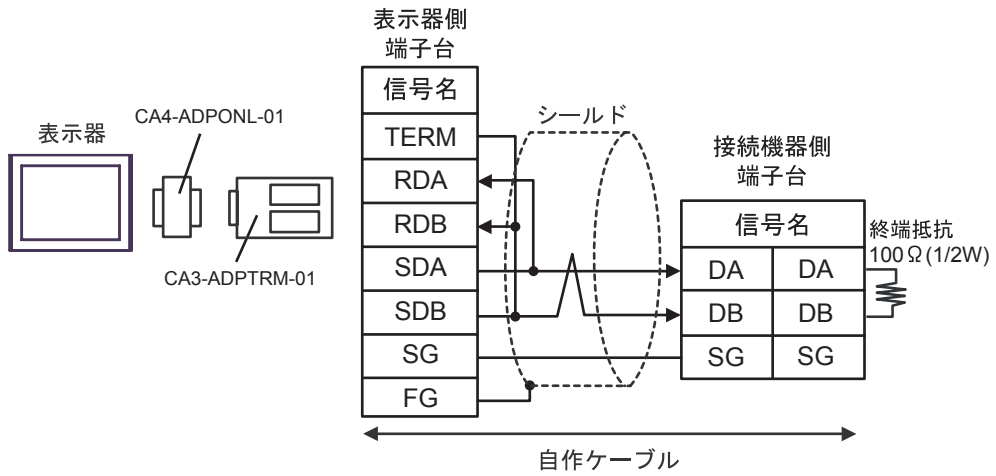 表示器側
端子台
信号名
TERM
RDA
RDB
SDA
SDB
SG
FG
表示器
CA4-ADPONL-01
CA3-ADPTRM-01
シールド
接続機器側
端子台
信号名
DA DA
DB DB
SG SG
終端抵抗
100Ω(1/2W)
自作ケーブル